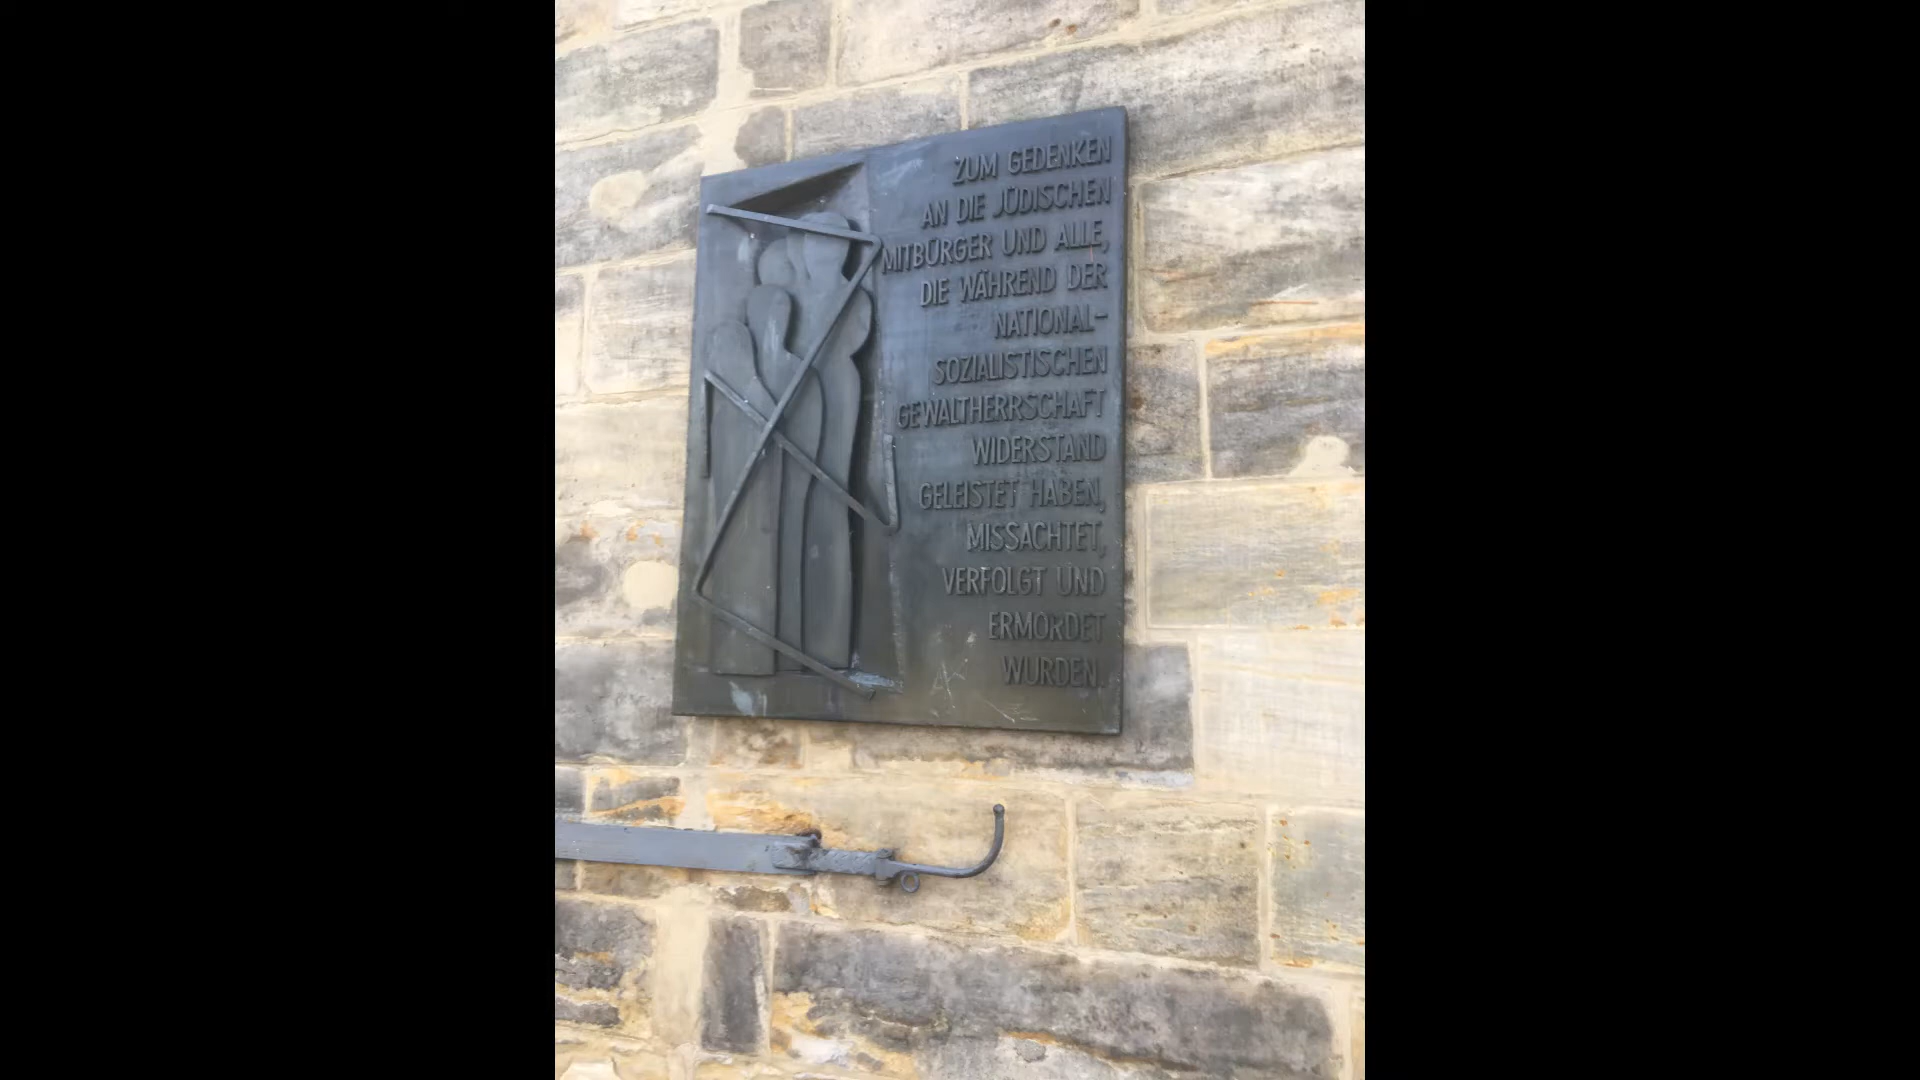 ZUM GEDENKEN
AN DIE JÜDISCHEN
MITBÜRGER UND ALLE,
DIE WÄHREND DER
NATIONAL-
SOZIALISTISCHEN
GEWALTHERRSCHAFT
WIDERSTAND
GELEISTET HABEN,
MISSACHTET,
VERFOLGT UND
ERMORDET
WURDEN.